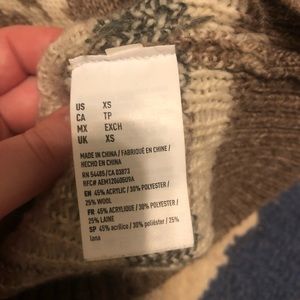 US XS
CA TP
MX EXCH
UK XS
MADE IN CHINA / FABRIQUÉ EN CHINE /
HECHO EN CHINA
RN 54485/CA 03873
RFC# AEM1206050U9A
EN 45% ACRYLIC / 30% POLYESTER /
25% WOOL
FR 45% ACRYLIQUE / 30% POLYESTER /
25% LAINE
SP 45% acrílico / 30% poliéster / 25%
lana